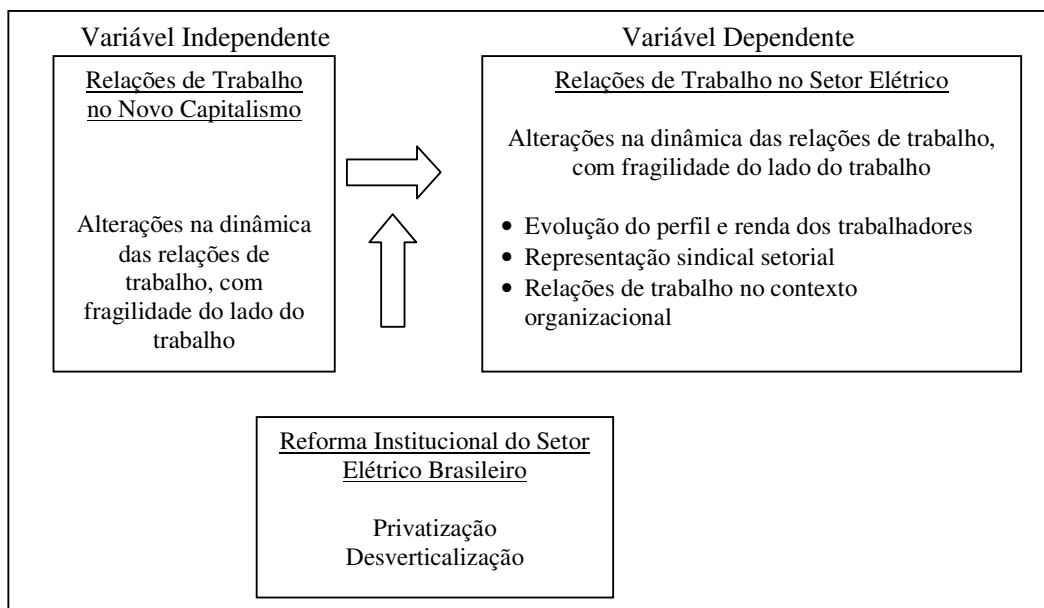 Variável Independente
Relações de Trabalho
no Novo Capitalismo
Alterações na dinâmica
das relações de
trabalho, com
fragilidade do lado do
trabalho
Variável Dependente
Relações de Trabalho no Setor Elétrico
Alterações na dinâmica das relações de trabalho,
com fragilidade do lado do trabalho
• Evolução do perfil e renda dos trabalhadores
• Representação sindical setorial
• Relações de trabalho no contexto
organizacional
Reforma Institucional do Setor
Elétrico Brasileiro
Privatização
Desverticalização